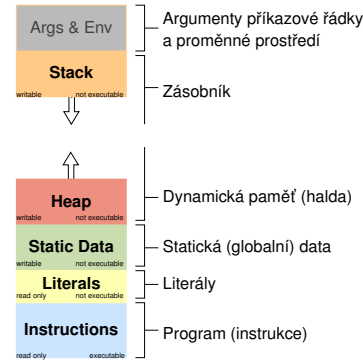 Args & Env
Argumenty příkazové řádky
a proměnné prostředí
Stack
writable not executable
Zásobník
Heap
writable not executable
Dynamická paměť (halda)
Static Data
writable not executable
Statická (globalní) data
Literals
read only not executable
Literály
Instructions
read only executable
Program (instrukce)